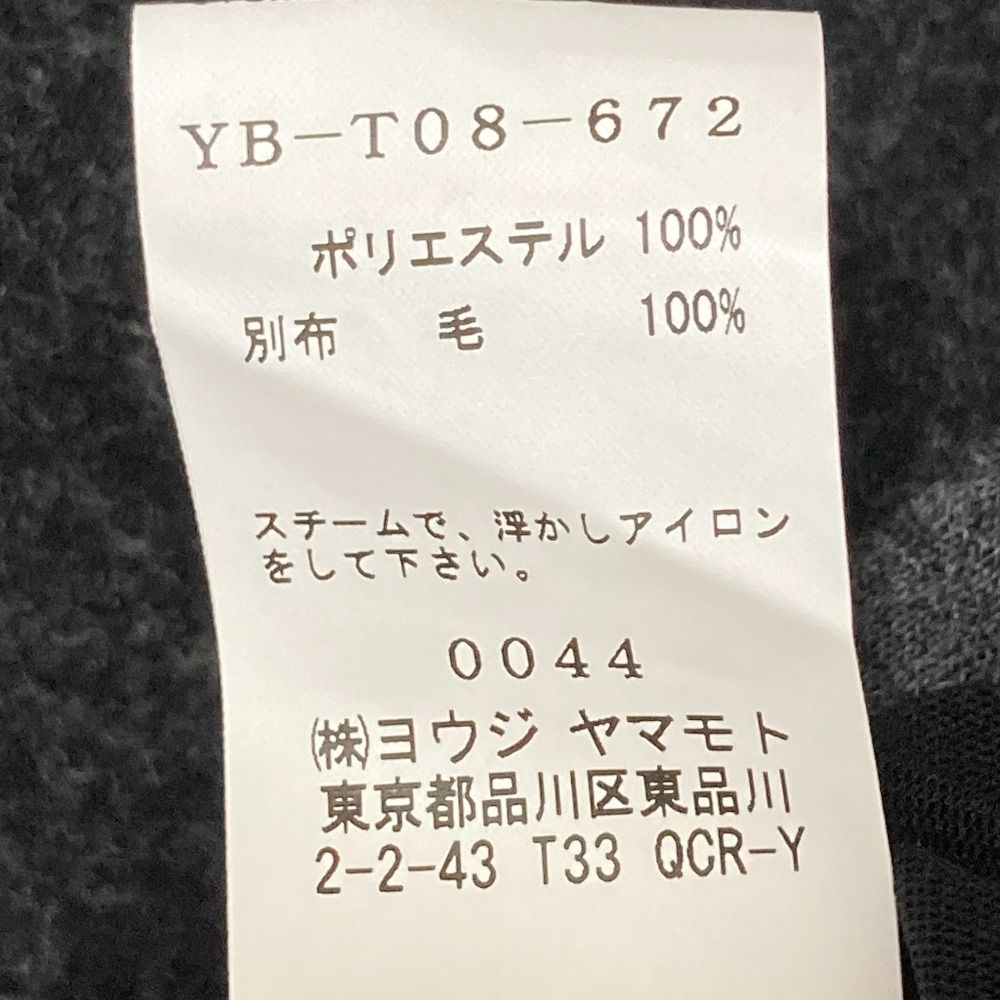 YB-T08-672
ポリエステル 100%
別布 毛 100%
スチームで、浮かしアイロン
をして下さい。
0044
㈱ヨウジ ヤマモト
東京都品川区東品川
2-2-43 T33 QCR-Y